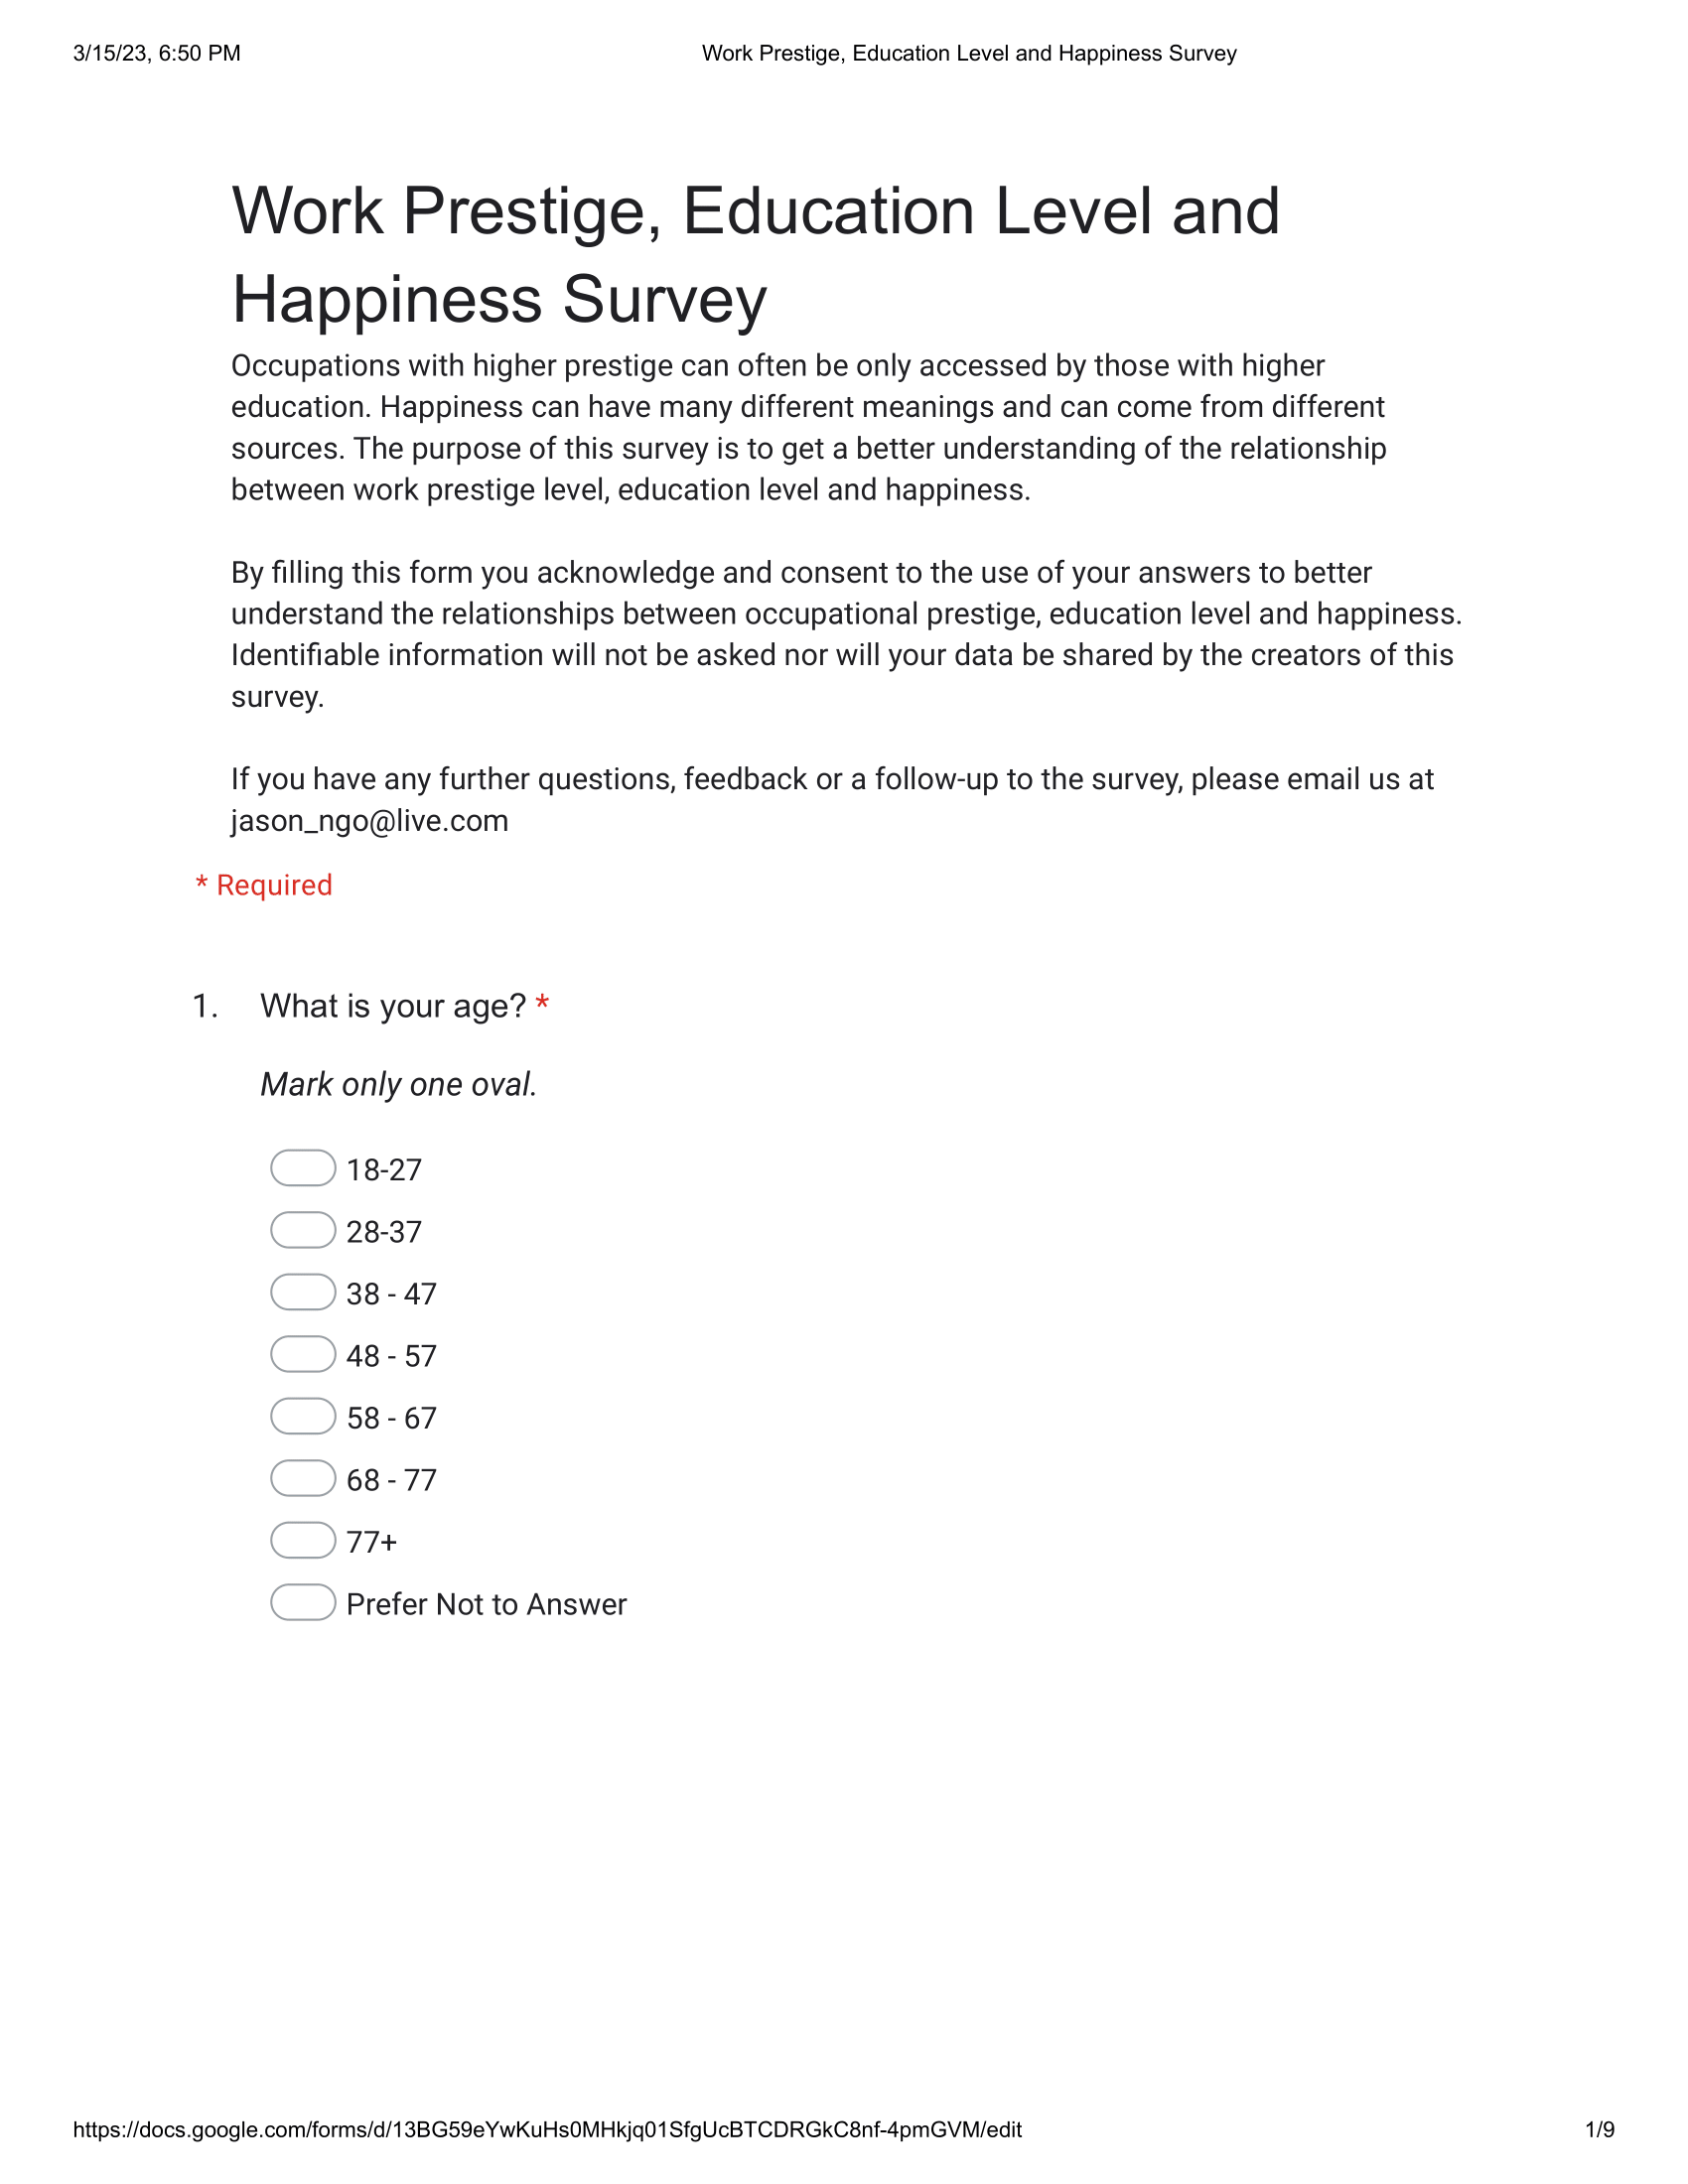 3/15/23, 6:50 PM
Work Prestige, Education Level and Happiness Survey
Work Prestige, Education Level and
Happiness Survey
Occupations with higher prestige can often be only accessed by those with higher
education. Happiness can have many different meanings and can come from different
sources. The purpose of this survey is to get a better understanding of the relationship
between work prestige level, education level and happiness.
By filling this form you acknowledge and consent to the use of your answers to better
understand the relationships between occupational prestige, education level and happiness.
Identifiable information will not be asked nor will your data be shared by the creators of this
survey.
If you have any further questions, feedback or a follow-up to the survey, please email us at
jason_ngo@live.com
* Required
1. What is your age? *
Mark only one oval.
18-27
28-37
38 - 47
48 - 57
58 - 67
68 - 77
77+
Prefer Not to Answer
https://docs.google.com/forms/d/13BG59eYwKuHs0MHkjq01SfgUcBTCDRGkC8nf-4pmGVM/edit
1/9